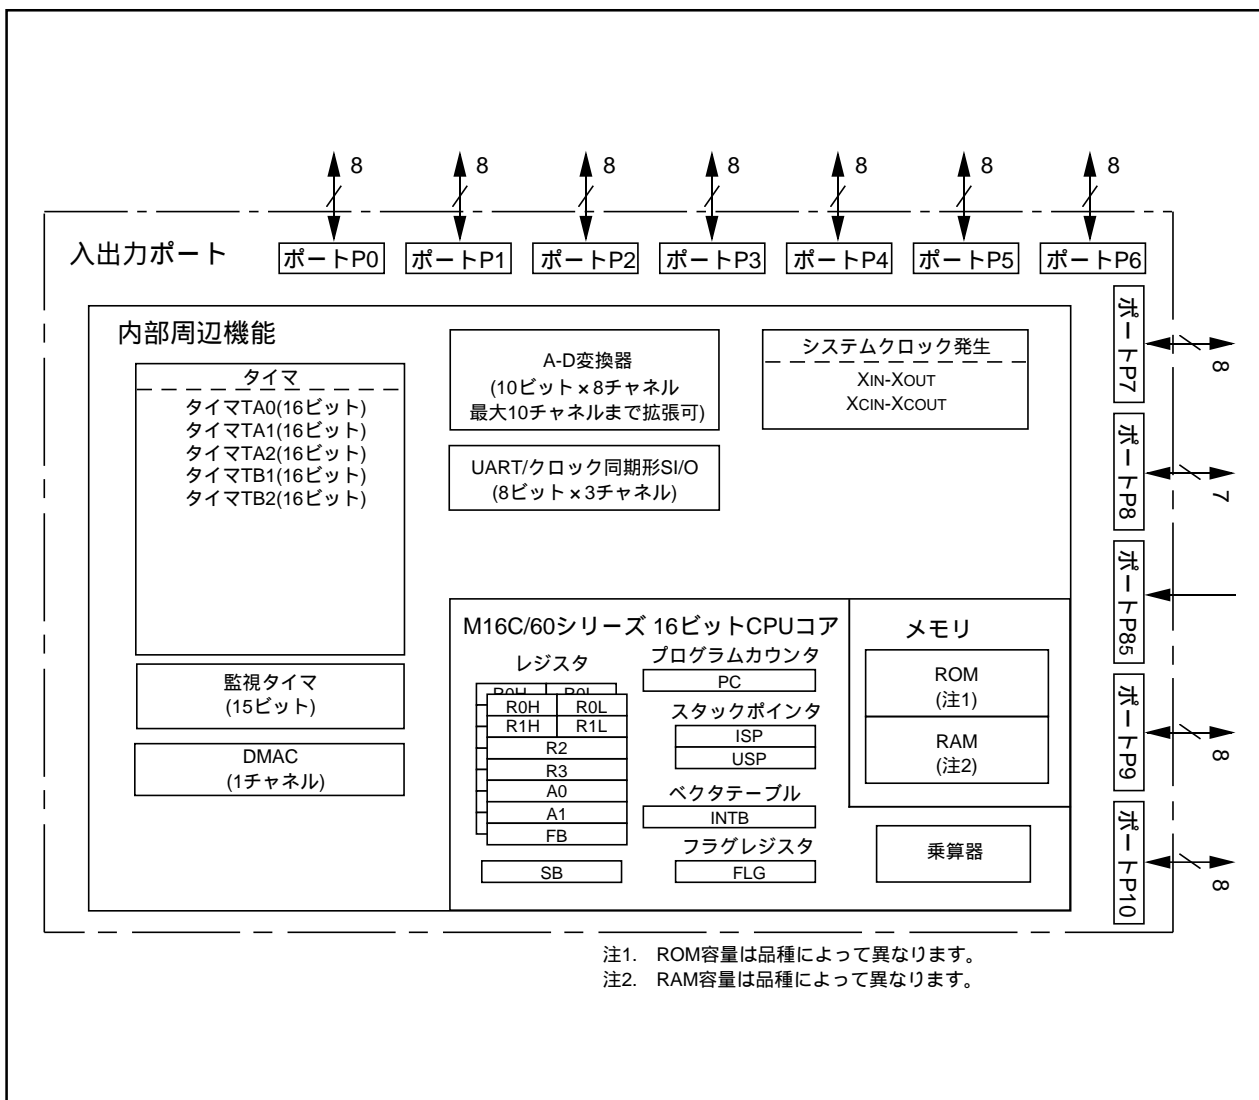 8 8 8 8 8 8 8
入出力ポート
ポートP0 ポートP1 ポートP2 ポートP3 ポートP4 ポートP5 ポートP6
内部周辺機能
タイマ
タイマTA0(16ビット)
タイマTA1(16ビット)
タイマTA2(16ビット)
タイマTB1(16ビット)
タイマTB2(16ビット)
監視タイマ
(15ビット)
DMAC
(1チャネル)
A-D変換器
(10ビット×8チャネル
最大10チャネルまで拡張可)
UART/クロック同期形SI/O
(8ビット×3チャネル)
システムクロック発生
XIN-XOUT
XCIN-XCOUT
M16C/60シリーズ 16ビットCPUコア
レジスタ
R0H R0L
R0H R0L
R1H R1L
R2
R3
A0
A1
FB
SB
プログラムカウンタ
PC
スタックポインタ
ISP
USP
ベクタテーブル
INTB
フラグレジスタ
FLG
メモリ
ROM
(注1)
RAM
(注2)
乗算器
ポートP7
8
ポートP8
7
ポートP85
ポートP9
8
ポートP10
8
注1. ROM容量は品種によって異なります。
注2. RAM容量は品種によって異なります。